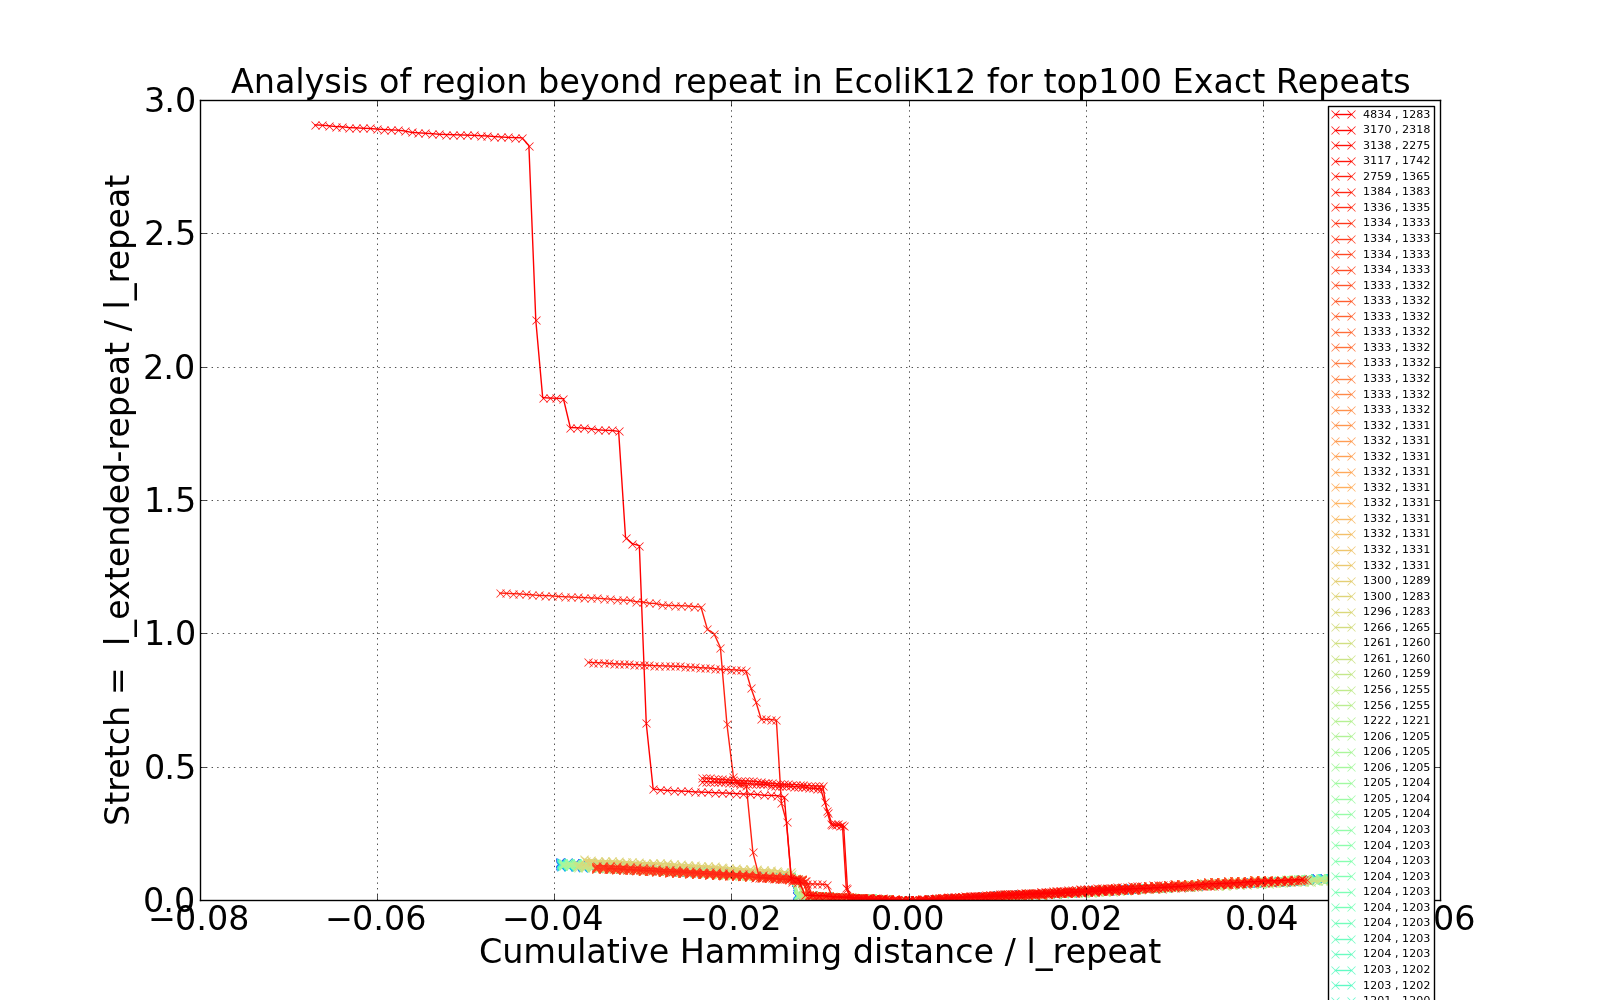 Analysis of region beyond repeat in EcoliK12 for top100 Exact Repeats
3.0
2.5
2.0
1.5
1.0
0.5
0.0
Stretch = l_extended-repeat / l_repeat
−0.08
−0.06
−0.04
−0.02
0.00
0.02
0.04
06
Cumulative Hamming distance / l_repeat
4834 , 1283
3170 , 2318
3138 , 2275
3117 , 1742
2759 , 1365
1384 , 1383
1336 , 1335
1334 , 1333
1334 , 1333
1334 , 1333
1334 , 1333
1333 , 1332
1333 , 1332
1333 , 1332
1333 , 1332
1333 , 1332
1333 , 1332
1333 , 1332
1333 , 1332
1333 , 1332
1332 , 1331
1332 , 1331
1332 , 1331
1332 , 1331
1332 , 1331
1332 , 1331
1332 , 1331
1332 , 1331
1332 , 1331
1332 , 1331
1300 , 1289
1300 , 1283
1296 , 1283
1266 , 1265
1261 , 1260
1261 , 1260
1260 , 1259
1256 , 1255
1256 , 1255
1222 , 1221
1206 , 1205
1206 , 1205
1206 , 1205
1205 , 1204
1205 , 1204
1205 , 1204
1204 , 1203
1204 , 1203
1204 , 1203
1204 , 1203
1204 , 1203
1204 , 1203
1204 , 1203
1204 , 1203
1204 , 1203
1203 , 1202
1203 , 1202
1201 , 1200